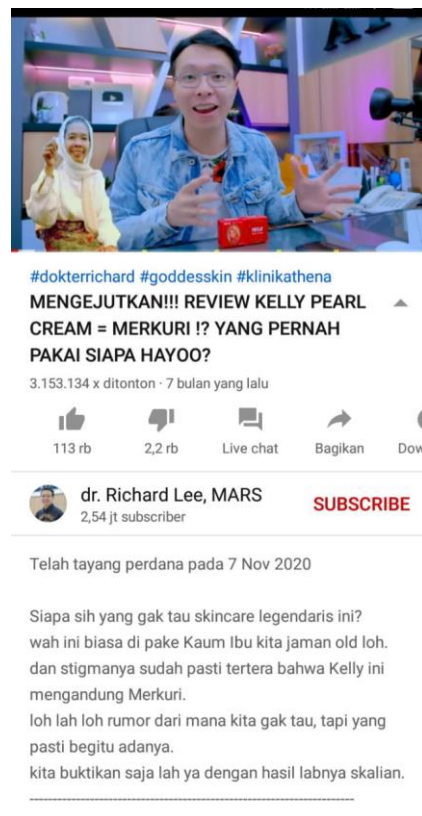 #dokterrichard #goddesskin #klinikathena
MENGEJUTKAN!!! REVIEW KELLY PEARL
CREAM = MERKURI !? YANG PERNAH
PAKAI SIAPA HAYOO?
3.153.134 x ditonton · 7 bulan yang lalu
113 rb
2,2 rb
Live chat
Bagikan
Dow
dr. Richard Lee, MARS
2,54 jt subscriber
SUBSCRIBE
Telah tayang perdana pada 7 Nov 2020
Siapa sih yang gak tau skincare legendaris ini?
wah ini biasa di pake Kaum Ibu kita jaman old loh.
dan stigmanya sudah pasti tertera bahwa Kelly ini
mengandung Merkuri.
loh lah loh rumor dari mana kita gak tau, tapi yang
pasti begitu adanya.
kita buktikan saja lah ya dengan hasil labnya skalian.
----------------------------------------------------------------------